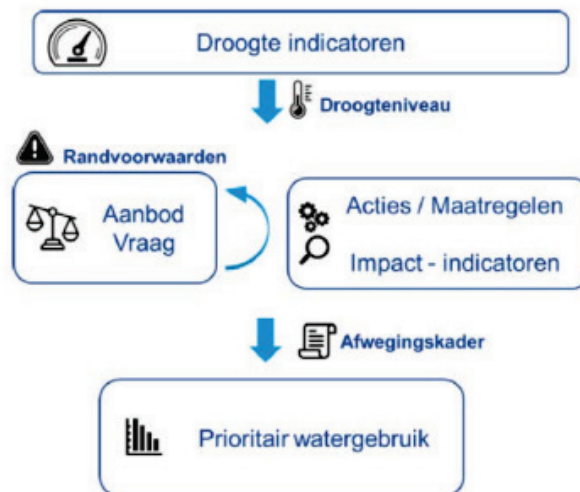 Droogte indicatoren
Droogteniveau
Randvoorwaarden
Aanbod
Vraag
Acties / Maatregelen
Impact - indicatoren
Afwegingskader
Prioritair watergebruik